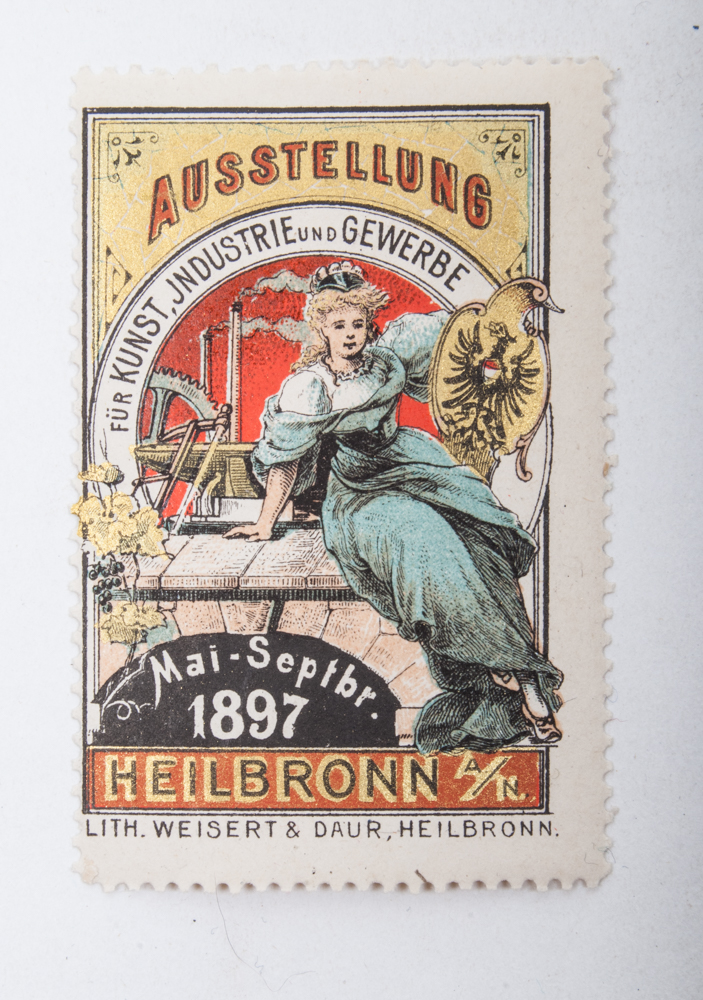 AUSSTELLUNG
FÜR KUNST, JNDUSTRIE UND GEWERBE
Mai-Septbr.
1897
HEILBRONN A/N.
LITH. WEISERT & DAUR, HEILBRONN.